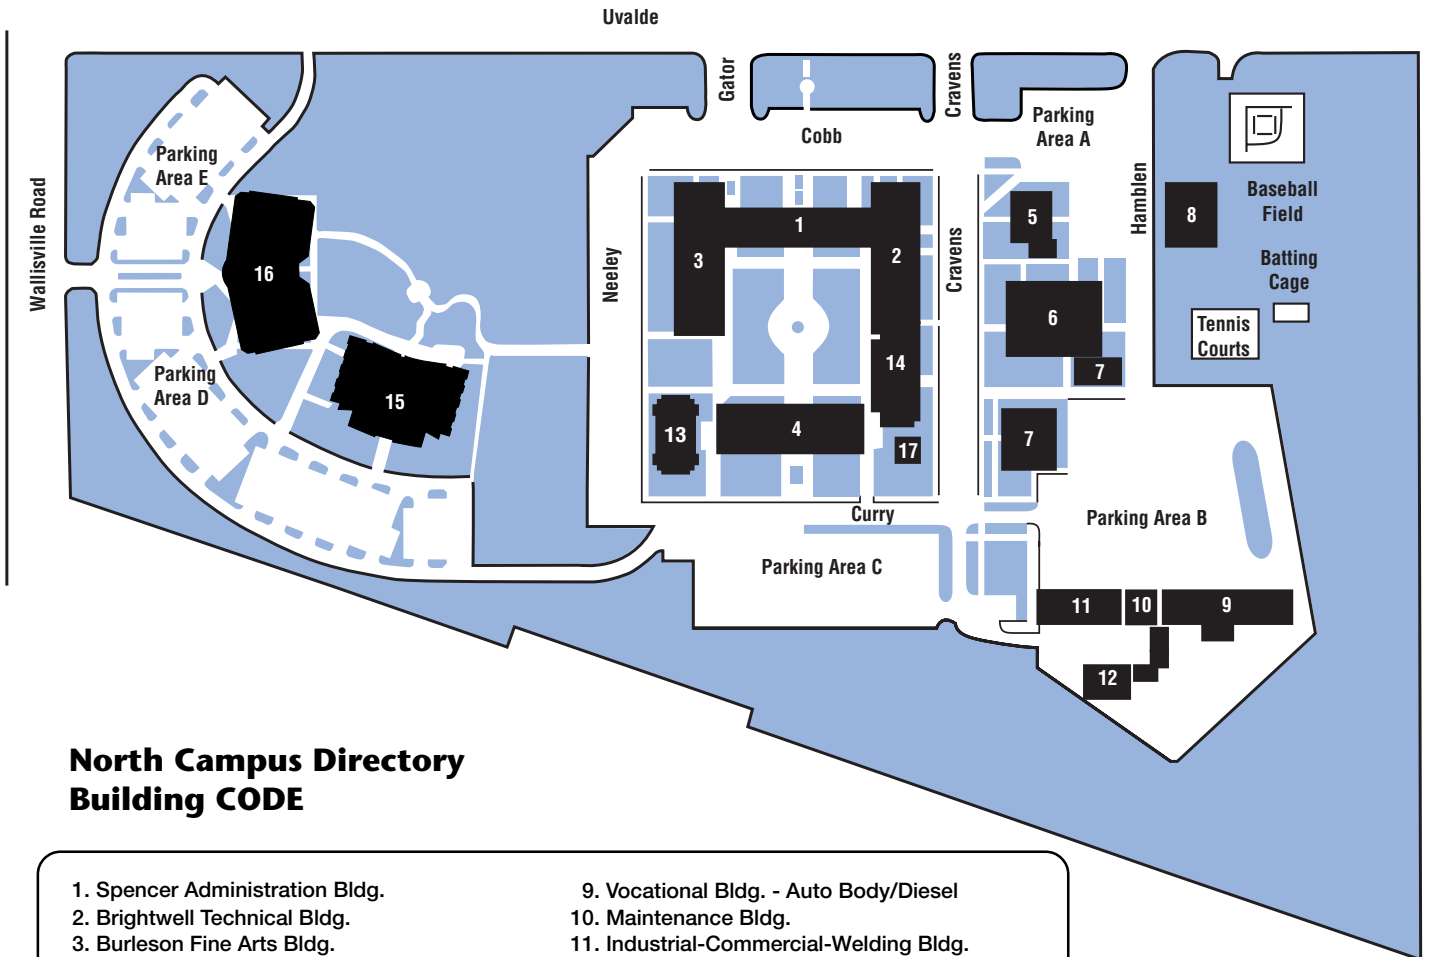 Uvalde
Gator
Cravens
Cobb
Parking
Area A
Parking
Area E
Wallisville Road
Neeley
Cravens
Hamblen
Baseball
Field
Batting
Cage
Tennis
Courts
1
2
3
5
8
16
6
7
14
Parking
Area D
15
13
4
17
7
Curry
Parking Area B
Parking Area C
11
10
9
12
North Campus Directory
Building CODE
1. Spencer Administration Bldg.
2. Brightwell Technical Bldg.
3. Burleson Fine Arts Bldg.
9. Vocational Bldg. - Auto Body/Diesel
10. Maintenance Bldg.
11. Industrial-Commercial-Welding Bldg.